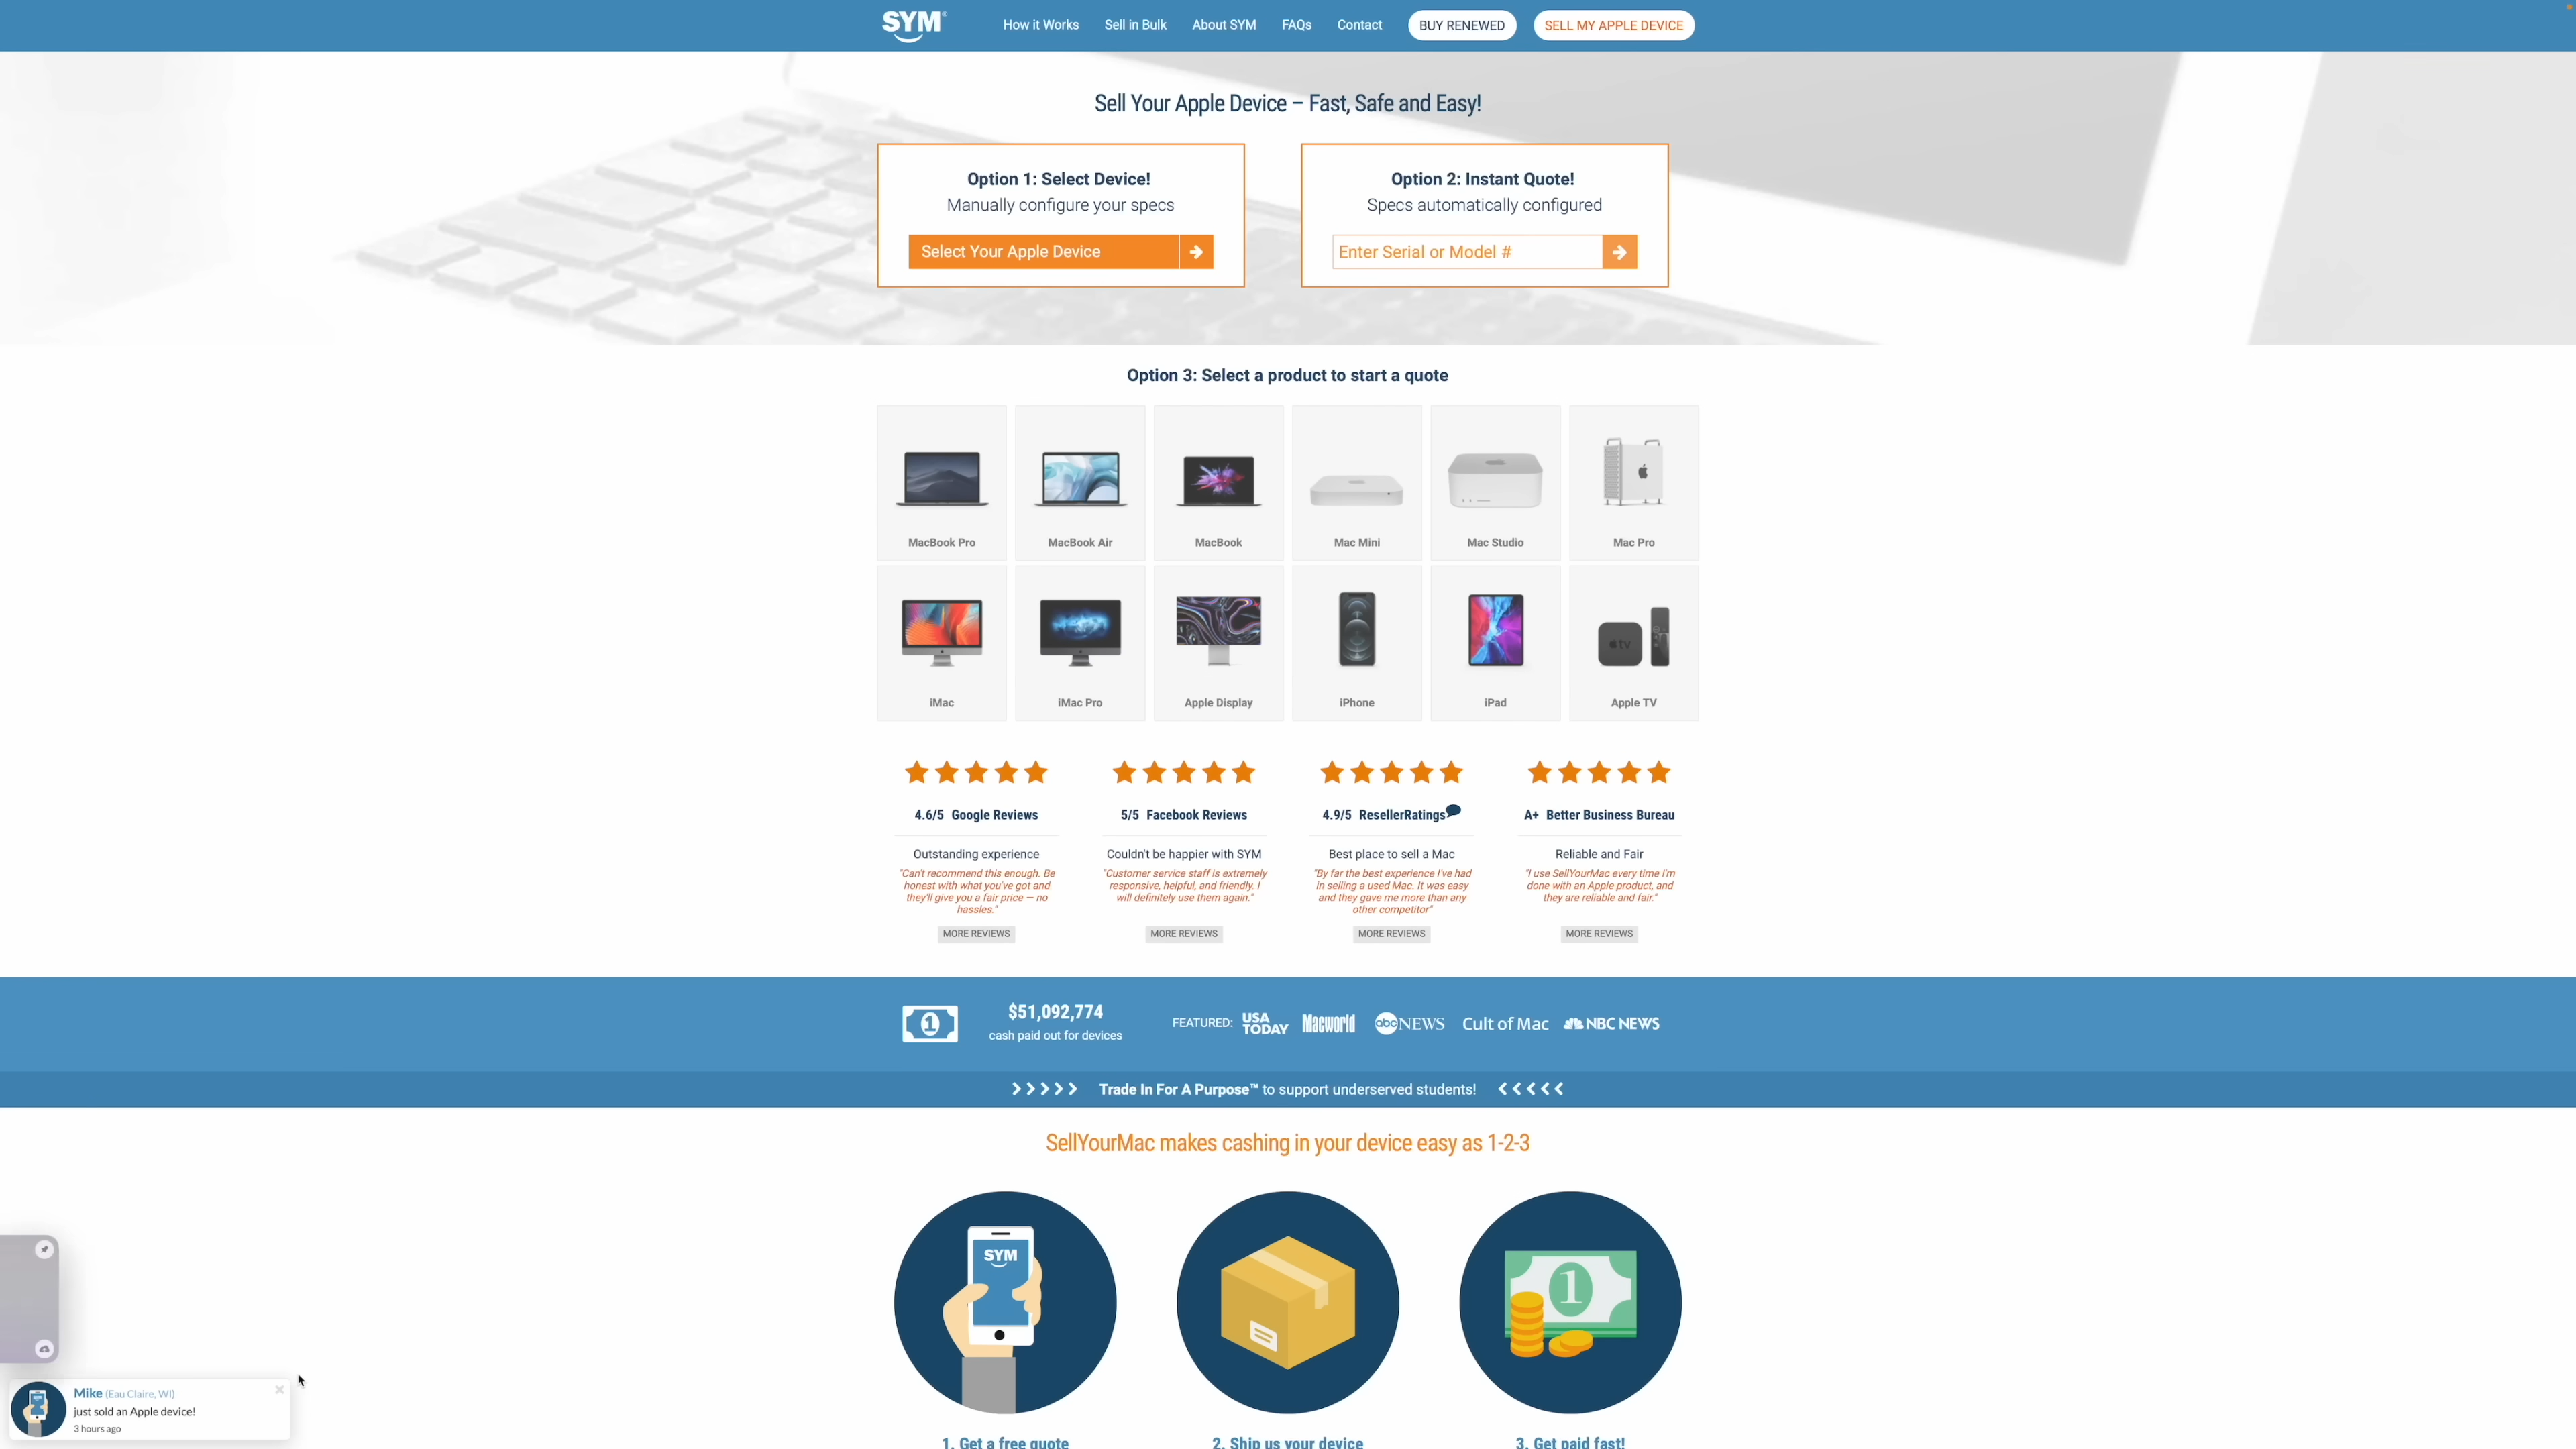 SYM
How it Works
Sell in Bulk
About SYM
FAQs
Contact
BUY RENEWED
SELL MY APPLE DEVICE
Sell Your Apple Device – Fast, Safe and Easy!
Option 1: Select Device!
Manually configure your specs
Select Your Apple Device
Option 2: Instant Quote!
Specs automatically configured
Enter Serial or Model #
Option 3: Select a product to start a quote
MacBook Pro
MacBook Air
MacBook
Mac Mini
Mac Studio
Mac Pro
iMac
iMac Pro
Apple Display
iPhone
iPad
tv
Apple TV
4.6/5 Google Reviews
Outstanding experience
"Can't recommend this enough. Be
honest with what you've got and
they'll give you a fair price — no
hassles."
MORE REVIEWS
5/5 Facebook Reviews
Couldn't be happier with SYM
"Customer service staff is extremely
responsive, helpful, and friendly. I
will definitely use them again."
MORE REVIEWS
4.9/5 ResellerRatings
Best place to sell a Mac
"By far the best experience I've had
in selling a used Mac. It was easy
and they gave me more than any
other competitor"
MORE REVIEWS
A+ Better Business Bureau
Reliable and Fair
"I use SellYourMac every time I'm
done with an Apple product, and
they are reliable and fair."
MORE REVIEWS
1
$51,092,774
cash paid out for devices
FEATURED:
USA
TODAY
Macworld
abc NEWS
Cult of Mac
NBC NEWS
Trade In For A Purpose™ to support underserved students!
SellYourMac makes cashing in your device easy as 1-2-3
SYM
1
1. Get a free quote
2. Ship us your device
3. Get paid fast!
Mike (Eau Claire, WI)
just sold an Apple device!
3 hours ago